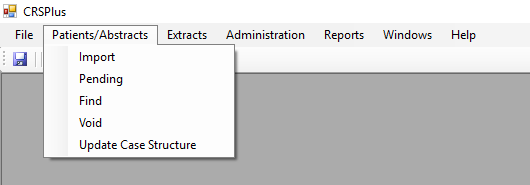 CRSPlus
File Patients/Abstracts Extracts Administration Reports Windows Help
Import
Pending
Find
Void
Update Case Structure